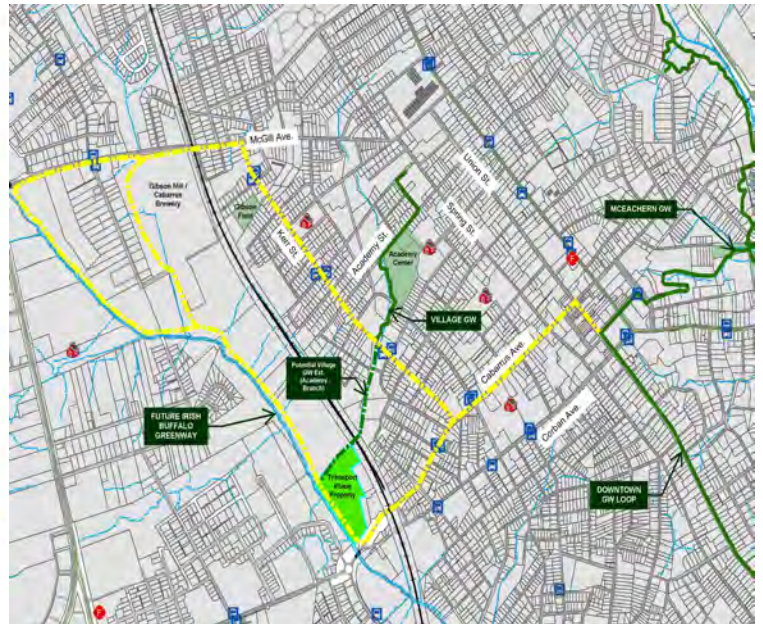 McGill Ave.
Gibson Mill /
Cabarrus
Brewery
Union St.
Gibson
Field
Kerr St.
Academy St.
Spring St.
Academy
Center
MCEACHERN GW
F
VILLAGE GW
Potential Village
GW Ext.
(Academy
Branch)
Cabarrus Ave.
Corban Ave.
FUTURE IRISH
BUFFALO
GREENWAY
Property
DOWNTOWN
GW LOOP
F